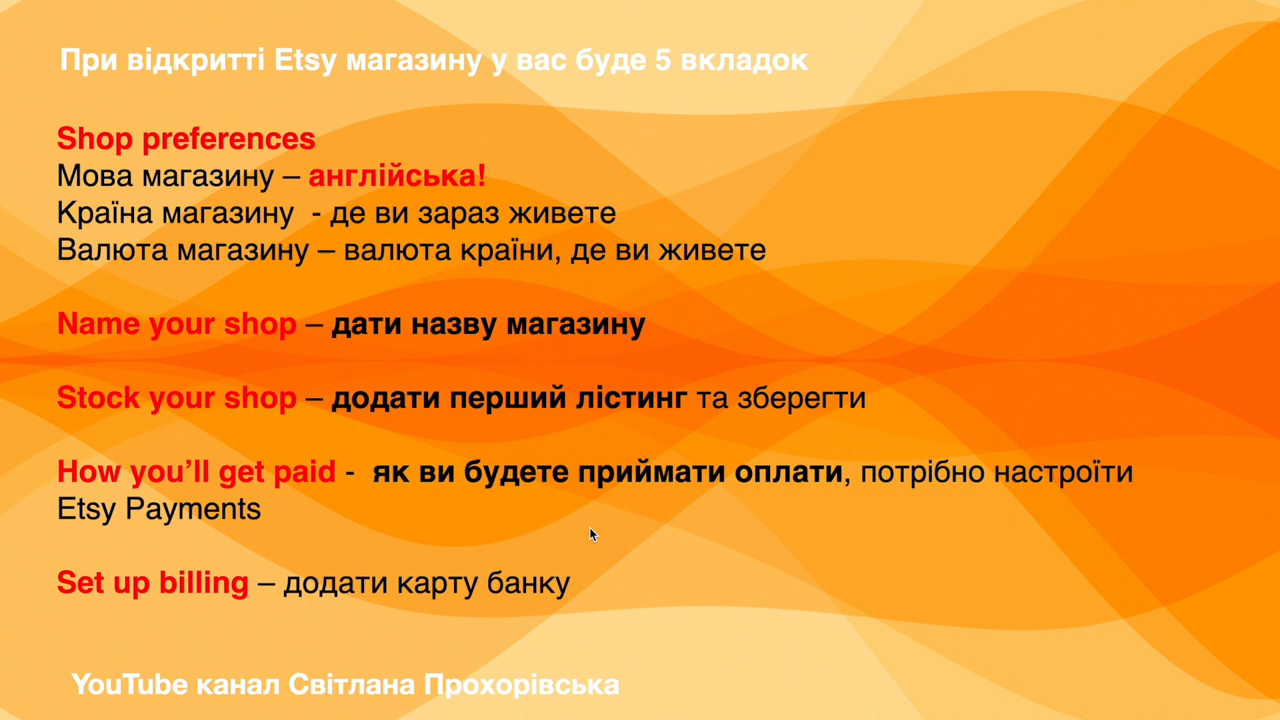 При відкритті Etsy магазину у вас буде 5 вкладок
Shop preferences
Мова магазину – англійська!
Країна магазину - де ви зараз живете
Валюта магазину – валюта країни, де ви живете
Name your shop – дати назву магазину
Stock your shop – додати перший лістинг та зберегти
How you’ll get paid - як ви будете приймати оплати, потрібно настроїти
Etsy Payments
Set up billing – додати карту банку
YouTube канал Світлана Прохорівська